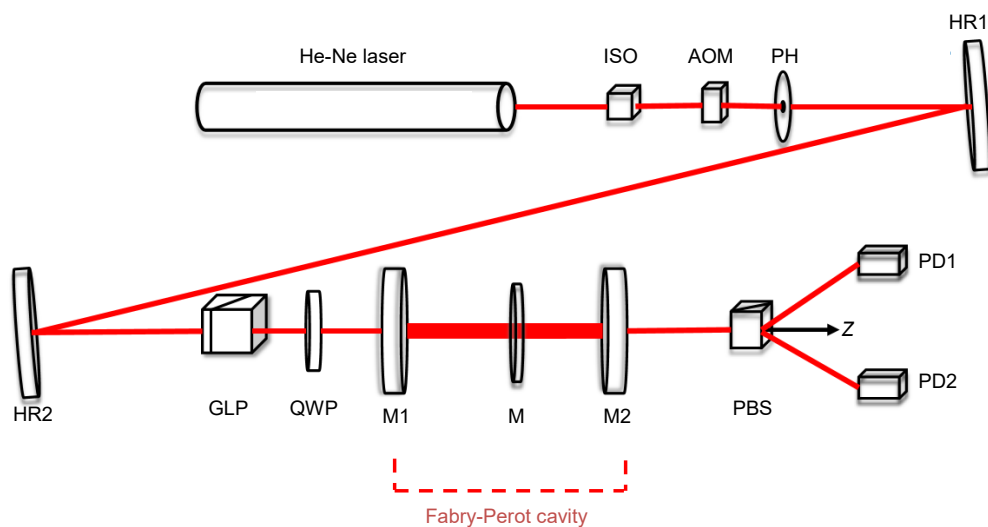 HR1
He-Ne laser
ISO
AOM
PH
PD1
Z
PD2
HR2
GLP
QWP
M1
M
M2
PBS
Fabry-Perot cavity